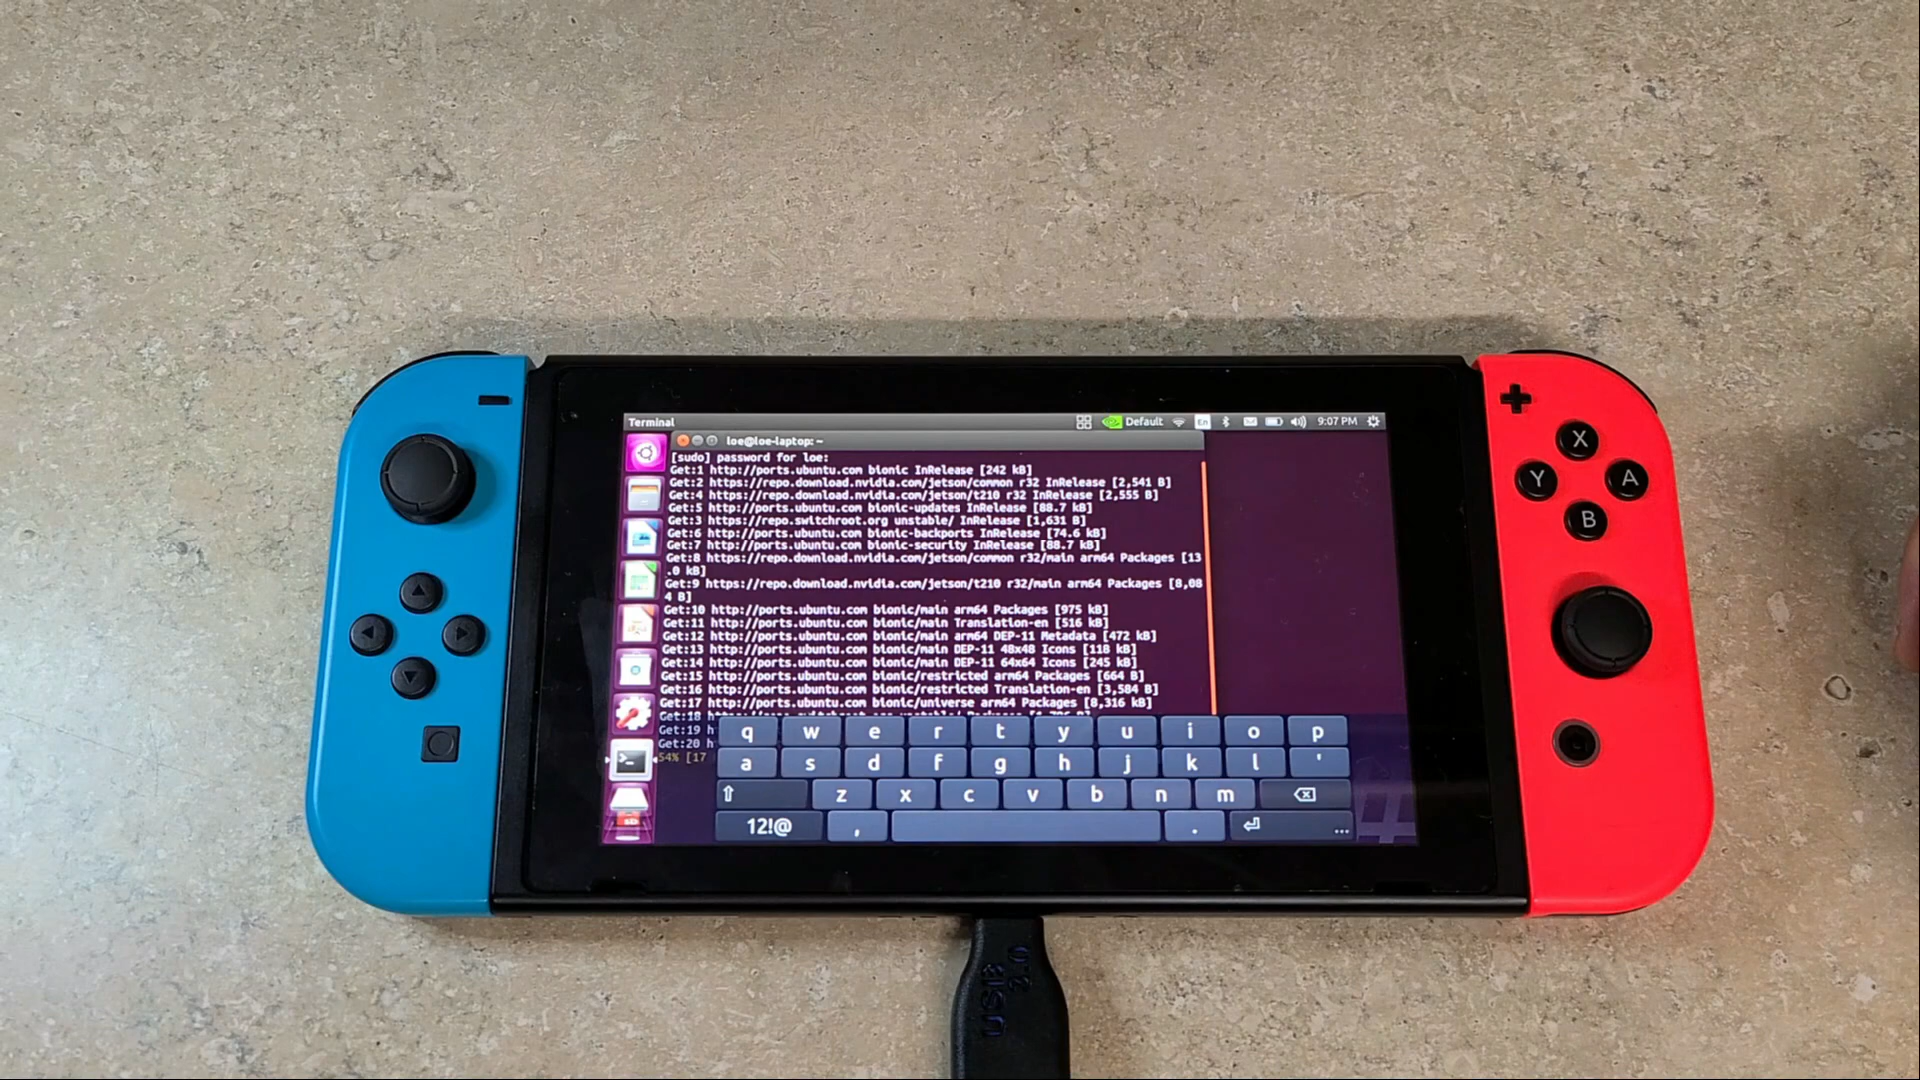 Terminal
Default
En
9:07 PM
loe@loe-laptop: ~
[sudo] password for loe:
Get:1 http://ports.ubuntu.com bionic InRelease [242 kB]
Get:2 https://repo.download.nvidia.com/jetson/common r32 InRelease [2,541 B]
Get:4 https://repo.download.nvidia.com/jetson/t210 r32 InRelease [2,555 B]
Get:5 http://ports.ubuntu.com bionic-updates InRelease [88.7 kB]
Get:3 https://repo.switchroot.org unstable/ InRelease [1,631 B]
Get:6 http://ports.ubuntu.com bionic-backports InRelease [74.6 kB]
Get:7 http://ports.ubuntu.com bionic-security InRelease [88.7 kB]
Get:8 https://repo.download.nvidia.com/jetson/common r32/main arm64 Packages [13
.0 kB]
Get:9 https://repo.download.nvidia.com/jetson/t210 r32/main arm64 Packages [8,08
4 B]
Get:10 http://ports.ubuntu.com bionic/main arm64 Packages [975 kB]
Get:11 http://ports.ubuntu.com bionic/main Translation-en [516 kB]
Get:12 http://ports.ubuntu.com bionic/main arm64 DEP-11 Metadata [472 kB]
Get:13 http://ports.ubuntu.com bionic/main DEP-11 48x48 Icons [118 kB]
Get:14 http://ports.ubuntu.com bionic/main DEP-11 64x64 Icons [245 kB]
Get:15 http://ports.ubuntu.com bionic/restricted arm64 Packages [664 B]
Get:16 http://ports.ubuntu.com bionic/restricted Translation-en [3,584 B]
Get:17 http://ports.ubuntu.com bionic/universe arm64 Packages [8,316 kB]
Get:18
Get:19 h
Get:20 h
54% [17
q w e r t y u i o p
a s d f g h j k l '
z x c v b n m
12!@ , . ...
SD
X
Y A
B
USB 3.0